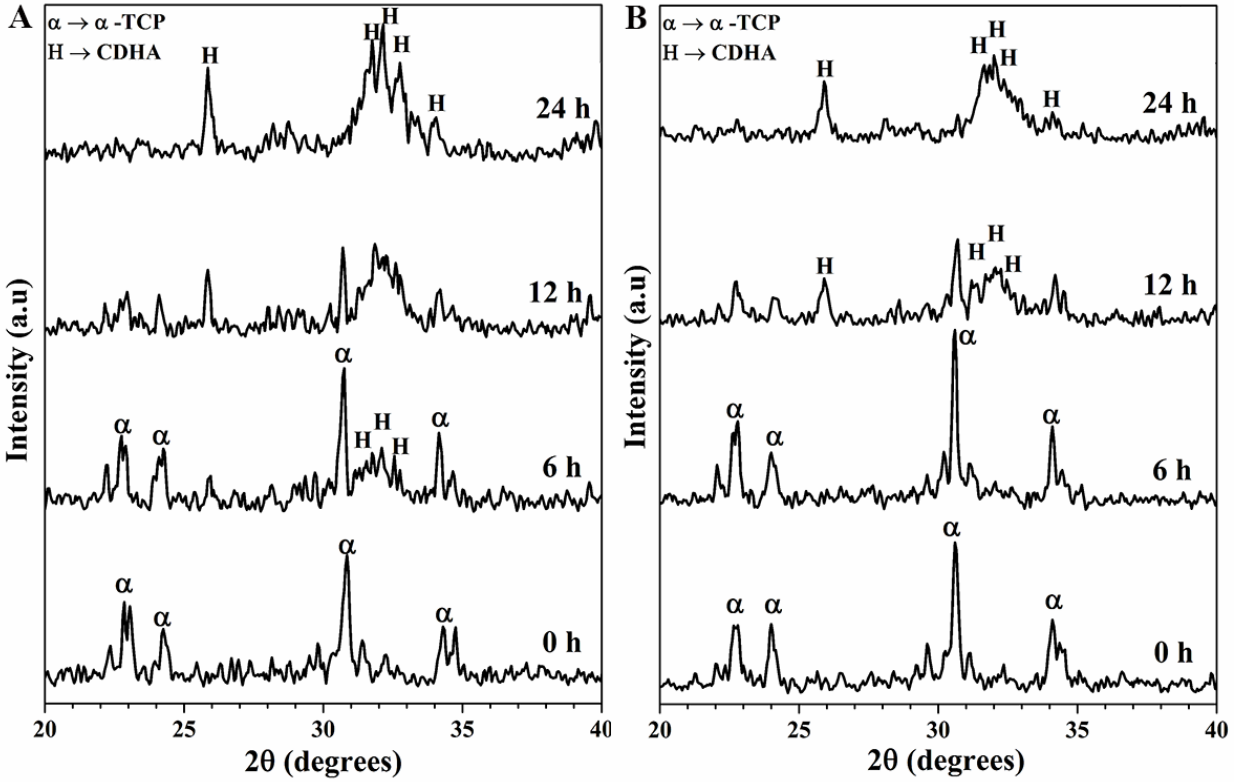 A
α → α -TCP
H → CDHA
H
H
H
H
H
24 h
12 h
α
α
α
H
H
H
α
6 h
α
α
α
α
0 h
20
25
30
35
40
2θ (degrees)
Intensity (a.u)
B
α → α -TCP
H → CDHA
H
H
H
H
H
24 h
H
H
H
H
12 h
α
α
α
α
6 h
α
α
α
α
0 h
20
25
30
35
40
2θ (degrees)
Intensity (a.u)